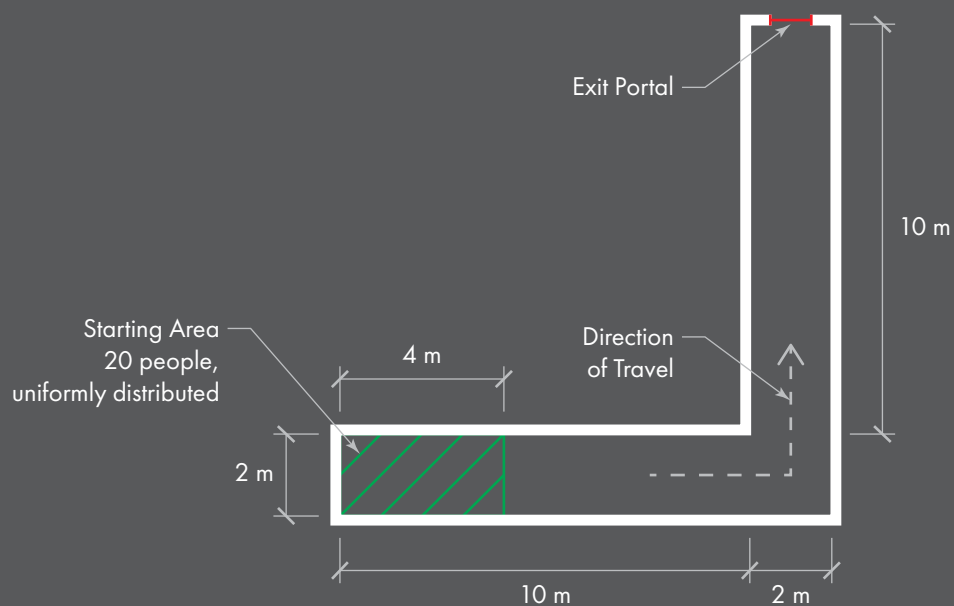 Exit Portal
10 m
Starting Area
20 people,
uniformly distributed
4 m
Direction
of Travel
2 m
10 m
2 m